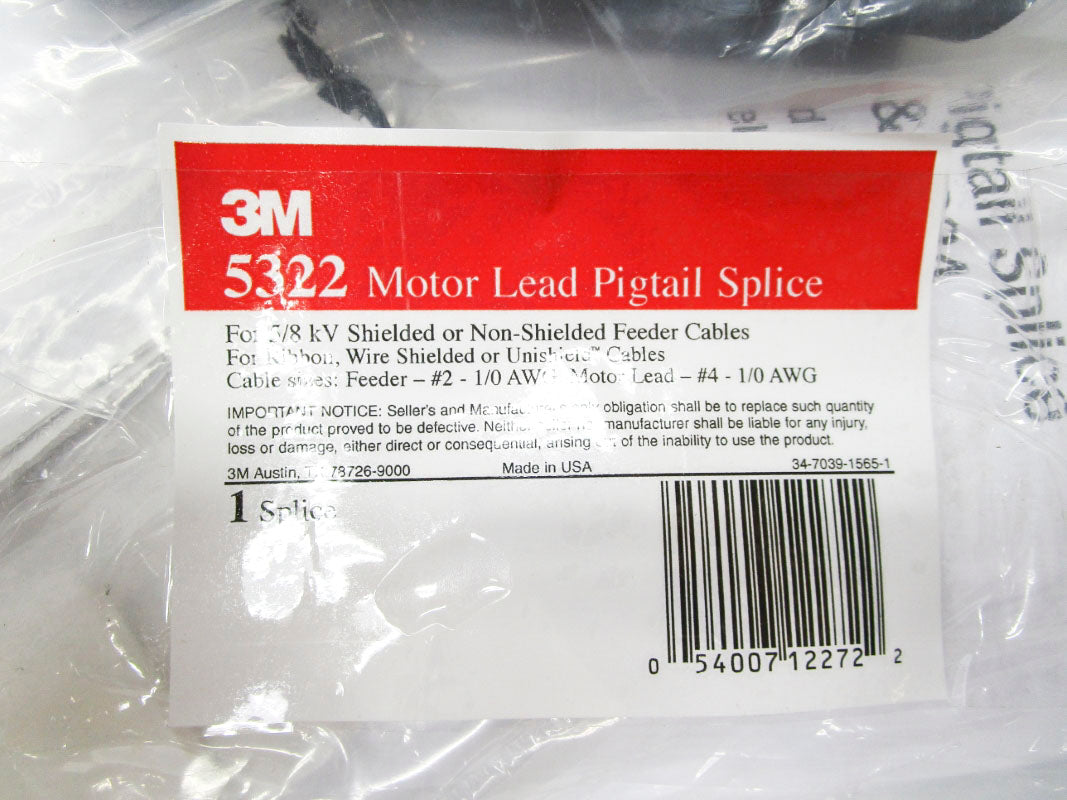 3M
5322 Motor Lead Pigtail Splice
For 5/8 kV Shielded or Non-Shielded Feeder Cables
For Ribbon, Wire Shielded or Unishield™ Cables
Cable sizes: Feeder – #2 - 1/0 AWG Motor Lead – #4 - 1/0 AWG
IMPORTANT NOTICE: Seller's and Manufacturer's only obligation shall be to replace such quantity
of the product proved to be defective. Neither seller nor manufacturer shall be liable for any injury,
loss or damage, either direct or consequential, arising out of the inability to use the product.
3M Austin, TX 78726-9000 Made in USA 34-7039-1565-1
1 Splice
0 54007 12272 2
Pigtail Splice
&